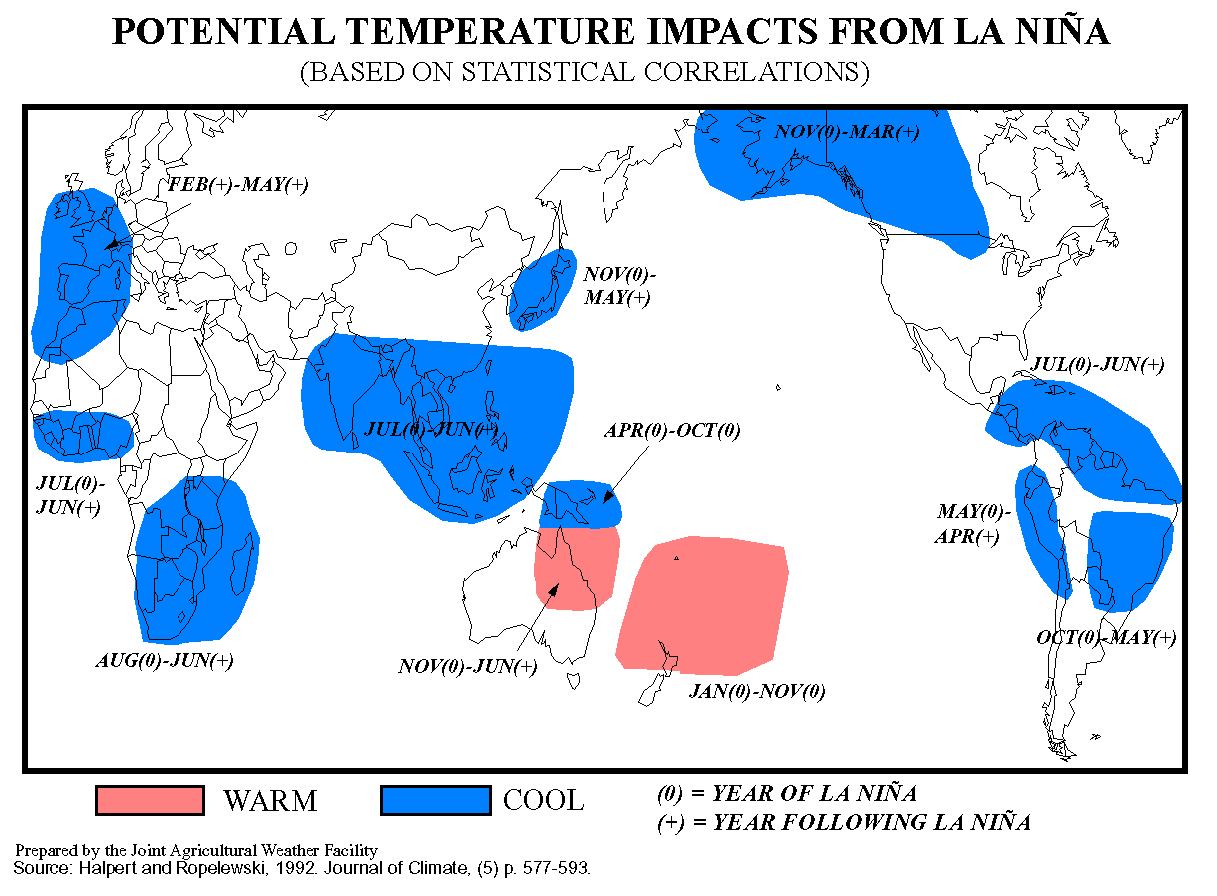 POTENTIAL TEMPERATURE IMPACTS FROM LA NIÑA
(BASED ON STATISTICAL CORRELATIONS)
NOV(0)-MAR(+)
FEB(+)-MAY(+)
NOV(0)-
MAY(+)
JUL(0)-JUN(+)
JUL(0)-JUN(+)
APR(0)-OCT(0)
JUL(0)-
JUN(+)
MAY(0)-
APR(+)
OCT(0)-MAY(+)
AUG(0)-JUN(+)
NOV(0)-JUN(+)
JAN(0)-NOV(0)
WARM
COOL
(0) = YEAR OF LA NIÑA
(+) = YEAR FOLLOWING LA NIÑA
Prepared by the Joint Agricultural Weather Facility
Source: Halpert and Ropelewski, 1992. Journal of Climate, (5) p. 577-593.